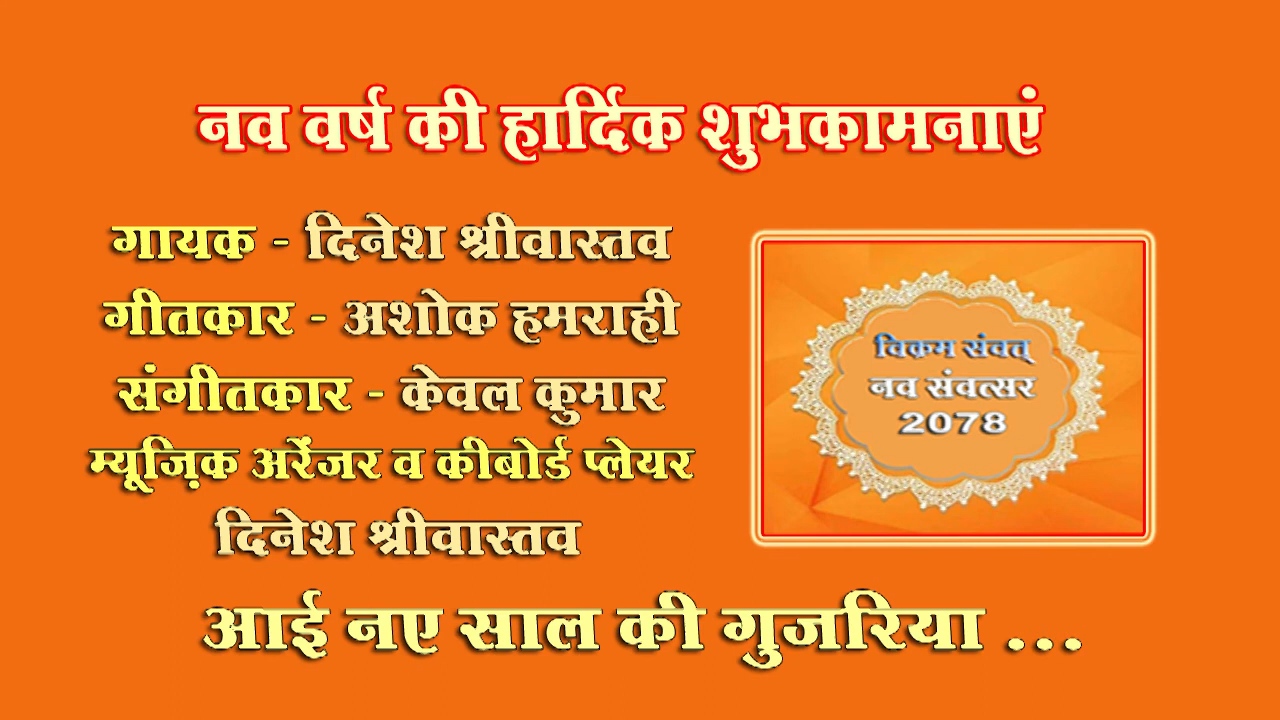 नव वर्ष की हार्दिक शुभकामनाएं
गायक - दिनेश श्रीवास्तव
गीतकार - अशोक हमराही
संगीतकार - केवल कुमार
म्यूज़िक अरेंजर व कीबोर्ड प्लेयर
दिनेश श्रीवास्तव
विक्रम संवत्
नव संवत्सर
2078
आई नए साल की गुजरिया ...